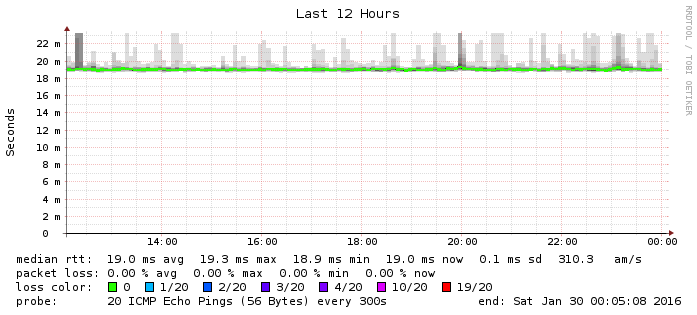 Last 12 Hours
RRDTOOL / TOBI OETIKER
Seconds
22 m
20 m
18 m
16 m
14 m
12 m
10 m
8 m
6 m
4 m
2 m
0
14:00 16:00 18:00 20:00 22:00 00:00
median rtt: 19.0 ms avg 19.3 ms max 18.9 ms min 19.0 ms now 0.1 ms sd 310.3 am/s
packet loss: 0.00 % avg 0.00 % max 0.00 % min 0.00 % now
loss color: 0 1/20 2/20 3/20 4/20 10/20 19/20
probe: 20 ICMP Echo Pings (56 Bytes) every 300s end: Sat Jan 30 00:05:08 2016